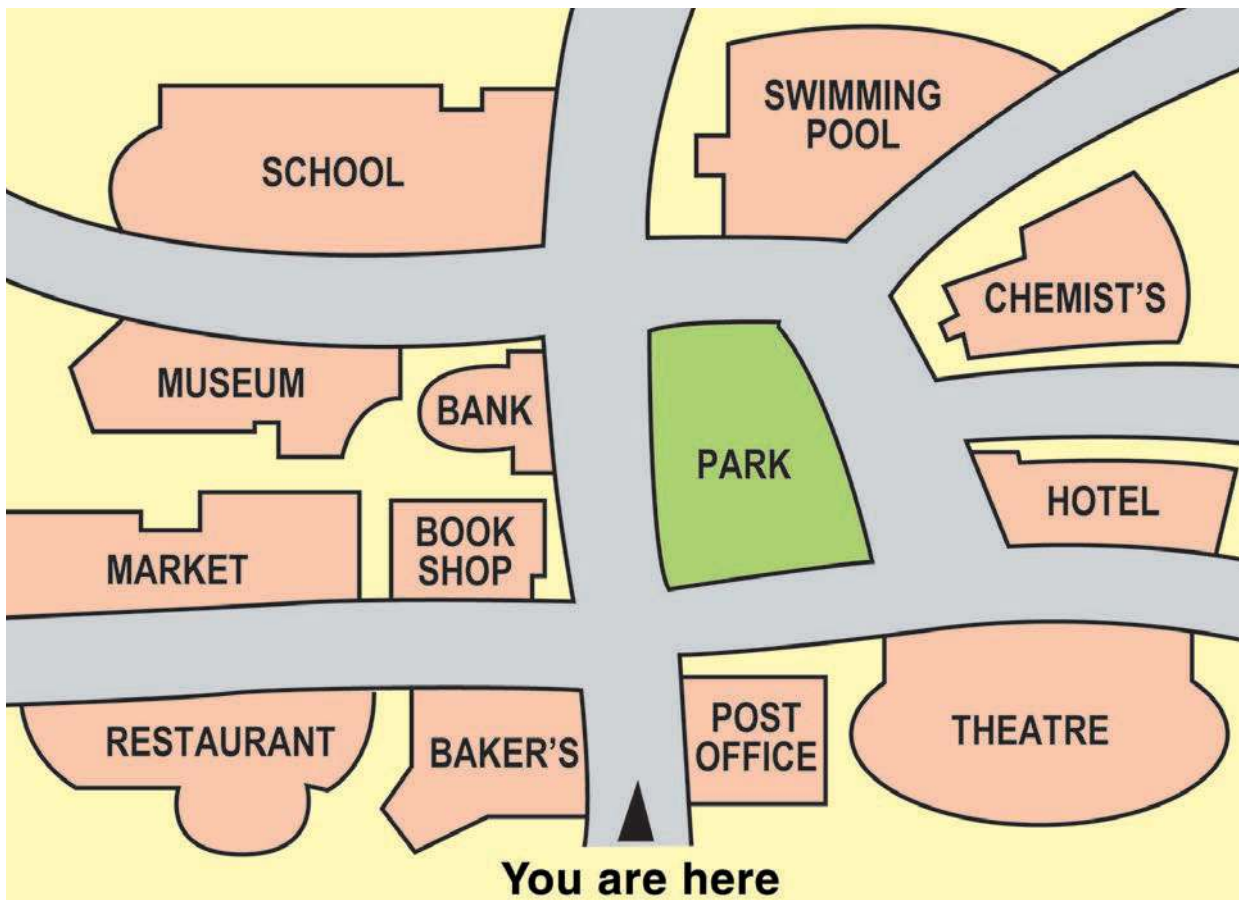 SCHOOL
SWIMMING
POOL
CHEMIST'S
MUSEUM
BANK
PARK
HOTEL
MARKET
BOOK
SHOP
RESTAURANT
BAKER'S
POST
OFFICE
THEATRE
You are here